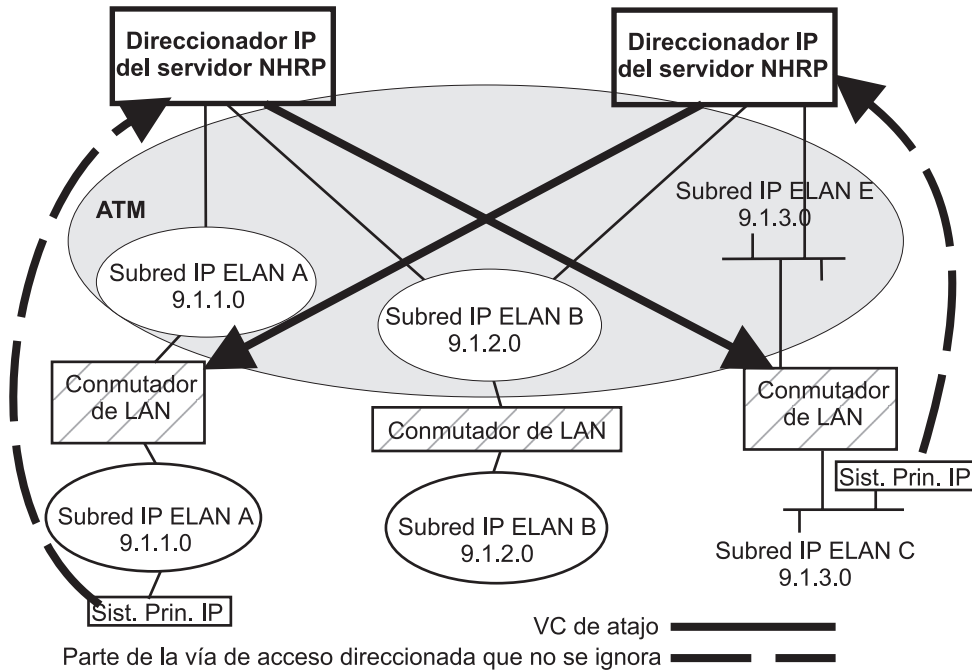 Direccionador IP
del servidor NHRP
Direccionador IP
del servidor NHRP
ATM
Subred IP ELAN E
9.1.3.0
Subred IP ELAN A
9.1.1.0
Subred IP ELAN B
9.1.2.0
Conmutador
de LAN
Conmutador de LAN
Conmutador
de LAN
Sist. Prin. IP
Subred IP ELAN A
9.1.1.0
Subred IP ELAN B
9.1.2.0
Subred IP ELAN C
9.1.3.0
Sist. Prin. IP
VC de atajo
Parte de la vía de acceso direccionada que no se ignora